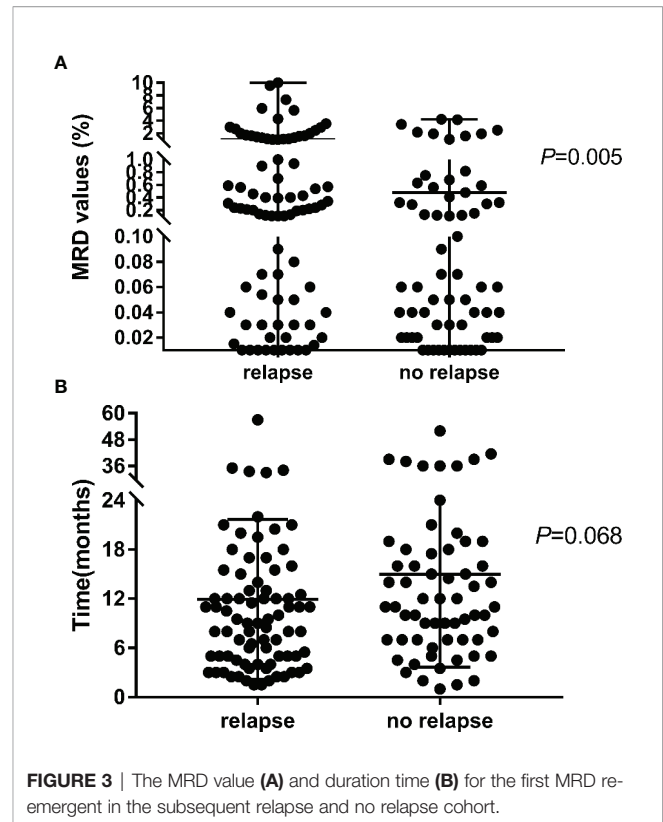 A
MRD values (%)
10
8
6
4
2
1.0
0.8
0.6
0.4
0.2
0.10
0.08
0.06
0.04
0.02
P=0.005
relapse no relapse
B
Time(months)
60
48
36
24
18
12
6
0
P=0.068
relapse no relapse
FIGURE 3 | The MRD value (A) and duration time (B) for the first MRD re-
emergent in the subsequent relapse and no relapse cohort.